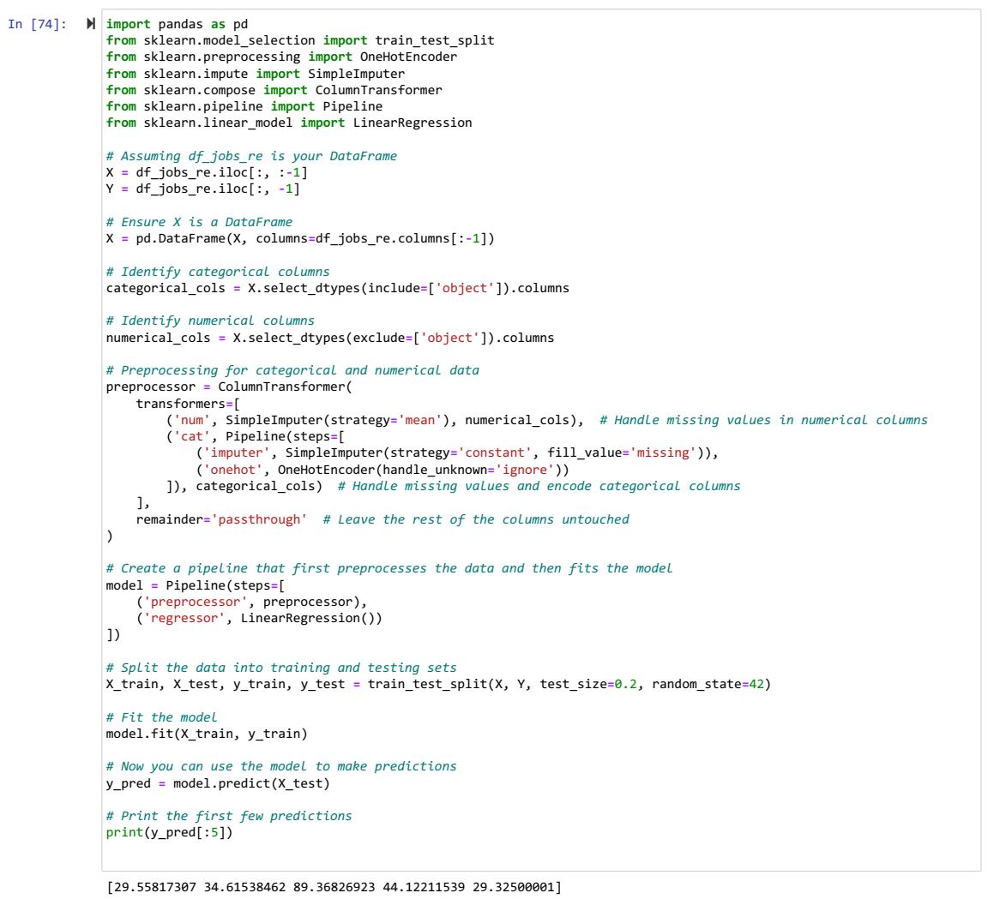 In [74]:
import pandas as pd
from sklearn.model_selection import train_test_split
from sklearn.preprocessing import OneHotEncoder
from sklearn.impute import SimpleImputer
from sklearn.compose import ColumnTransformer
from sklearn.pipeline import Pipeline
from sklearn.linear_model import LinearRegression

# Assuming df_jobs_re is your DataFrame
X = df_jobs_re.iloc[:, :-1]
Y = df_jobs_re.iloc[:, -1]

# Ensure X is a DataFrame
X = pd.DataFrame(X, columns=df_jobs_re.columns[:-1])

# Identify categorical columns
categorical_cols = X.select_dtypes(include=['object']).columns

# Identify numerical columns
numerical_cols = X.select_dtypes(exclude=['object']).columns

# Preprocessing for categorical and numerical data
preprocessor = ColumnTransformer(
    transformers=[
        ('num', SimpleImputer(strategy='mean'), numerical_cols),  # Handle missing values in numerical columns
        ('cat', Pipeline(steps=[
            ('imputer', SimpleImputer(strategy='constant', fill_value='missing')),
            ('onehot', OneHotEncoder(handle_unknown='ignore'))
        ]), categorical_cols)  # Handle missing values and encode categorical columns
    ],
    remainder='passthrough'  # Leave the rest of the columns untouched
)

# Create a pipeline that first preprocesses the data and then fits the model
model = Pipeline(steps=[
    ('preprocessor', preprocessor),
    ('regressor', LinearRegression())
])

# Split the data into training and testing sets
X_train, X_test, y_train, y_test = train_test_split(X, Y, test_size=0.2, random_state=42)

# Fit the model
model.fit(X_train, y_train)

# Now you can use the model to make predictions
y_pred = model.predict(X_test)

# Print the first few predictions
print(y_pred[:5])

[29.55817307 34.61538462 89.36826923 44.12211539 29.32500001]